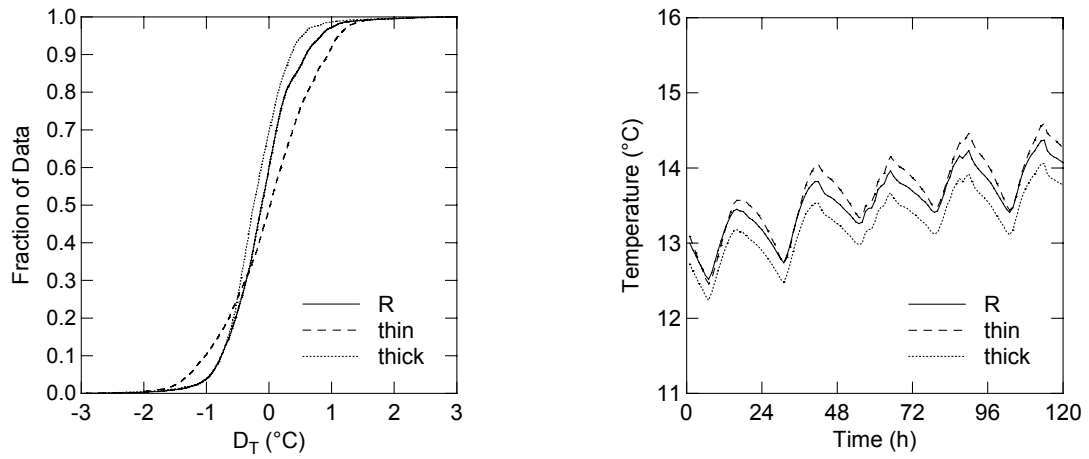 1.0
0.9
0.8
0.7
0.6
0.5
0.4
0.3
0.2
0.1
0.0
Fraction of Data
R
thin
thick
-3 -2 -1 0 1 2 3
D_T (°C)
16
15
14
13
12
11
Temperature (°C)
R
thin
thick
0 24 48 72 96 120
Time (h)